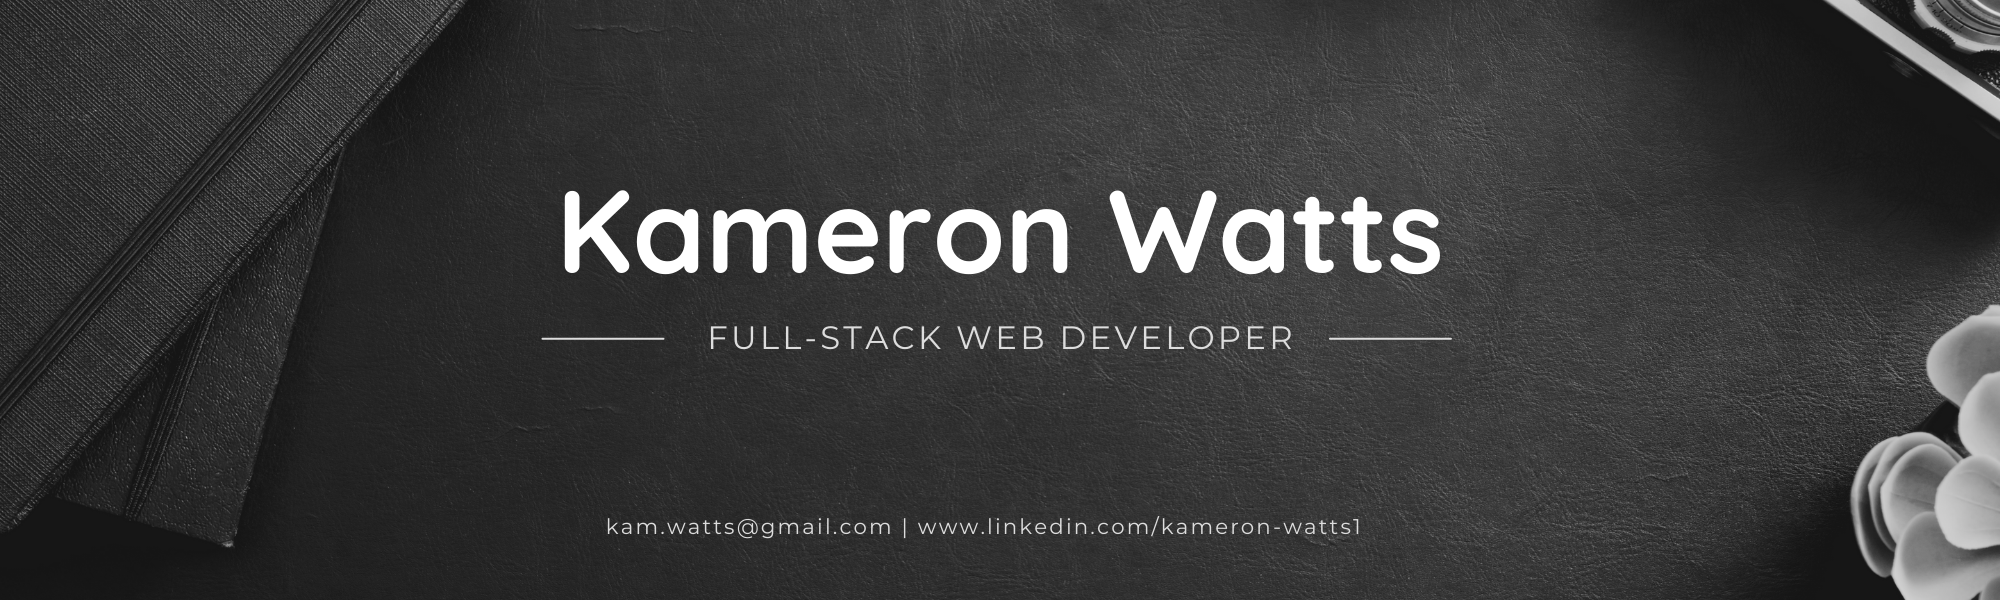 Kameron Watts
FULL-STACK WEB DEVELOPER
kam.watts@gmail.com | www.linkedin.com/kameron-watts1